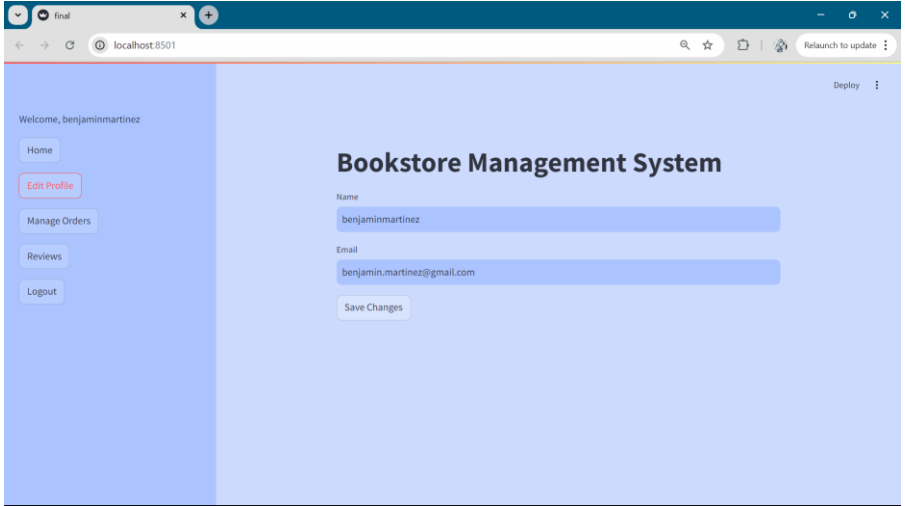 final
localhost:8501
Relaunch to update
Deploy
Welcome, benjaminmartinez
Home
Edit Profile
Manage Orders
Reviews
Logout
Bookstore Management System
Name
benjaminmartinez
Email
benjamin.martinez@gmail.com
Save Changes